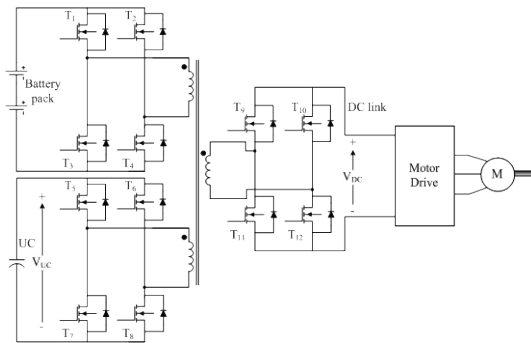 T1 T2
Battery
pack
T3 T4
T5 T6
UC
VUC
+
-
T7 T8
T9 T10
DC link
+
VDC
-
T11 T12
Motor
Drive
M